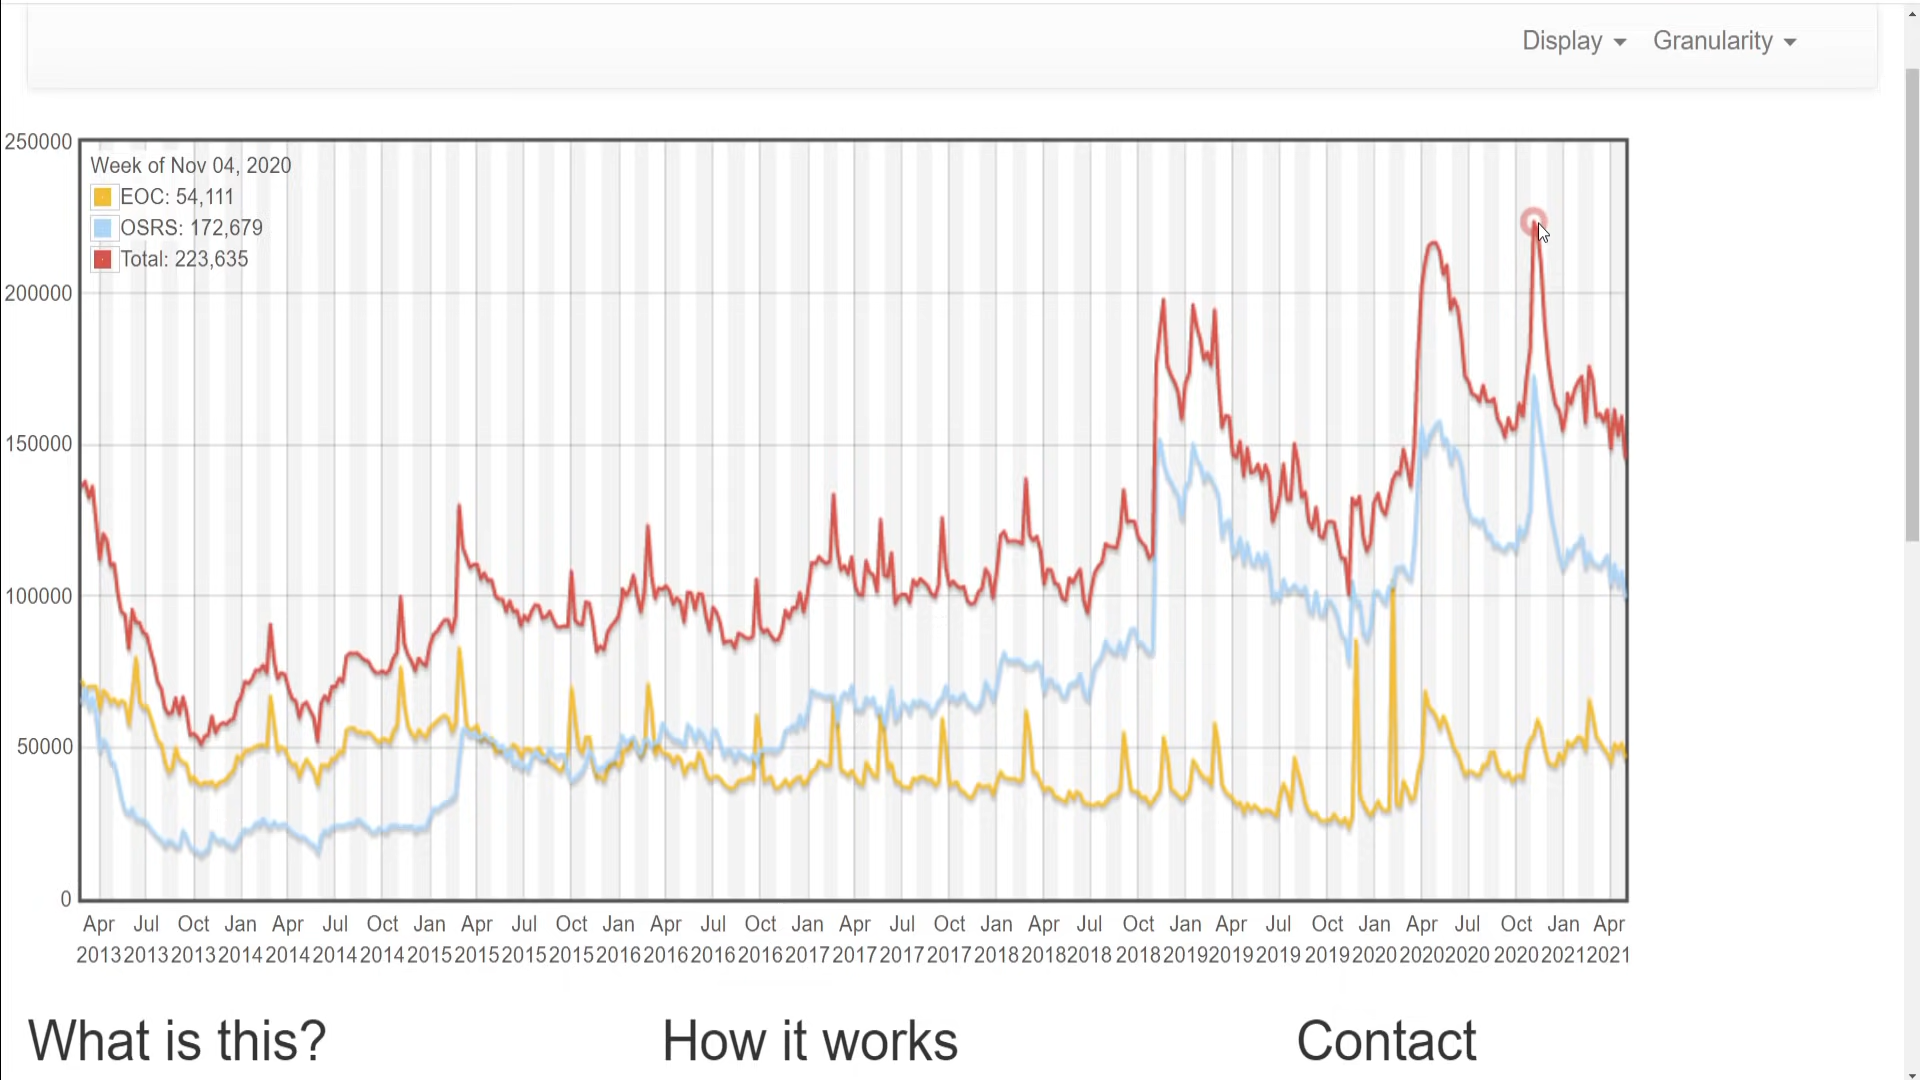 Display Granularity
250000
Week of Nov 04, 2020
EOC: 54,111
OSRS: 172,679
Total: 223,635
200000
150000
100000
50000
0
Apr Jul Oct Jan Apr Jul Oct Jan Apr Jul Oct Jan Apr Jul Oct Jan Apr Jul Oct Jan Apr Jul Oct Jan Apr Jul Oct Jan Apr Jul Oct Jan Apr
2013 2013 2013 2014 2014 2014 2014 2015 2015 2015 2015 2016 2016 2016 2016 2017 2017 2017 2017 2018 2018 2018 2018 2019 2019 2019 2019 2020 2020 2020 2020 2021 2021
What is this? How it works Contact